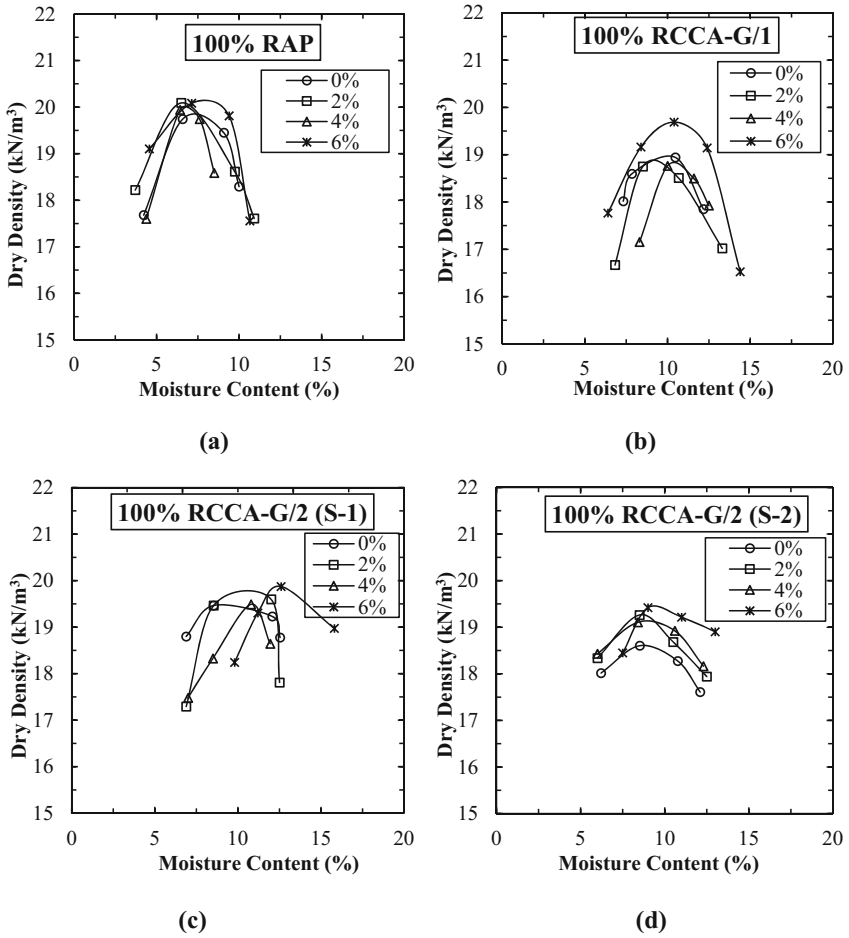 100% RAP
0%
2%
4%
6%
Dry Density (kN/m³)
22
21
20
19
18
17
16
15
0 5 10 15 20
Moisture Content (%)
(a)
100% RCCA-G/1
0%
2%
4%
6%
Dry Density (kN/m³)
22
21
20
19
18
17
16
15
0 5 10 15 20
Moisture Content (%)
(b)
100% RCCA-G/2 (S-1)
0%
2%
4%
6%
Dry Density (kN/m³)
22
21
20
19
18
17
16
15
0 5 10 15 20
Moisture Content (%)
(c)
100% RCCA-G/2 (S-2)
0%
2%
4%
6%
Dry Density (kN/m³)
22
21
20
19
18
17
16
15
0 5 10 15 20
Moisture Content (%)
(d)